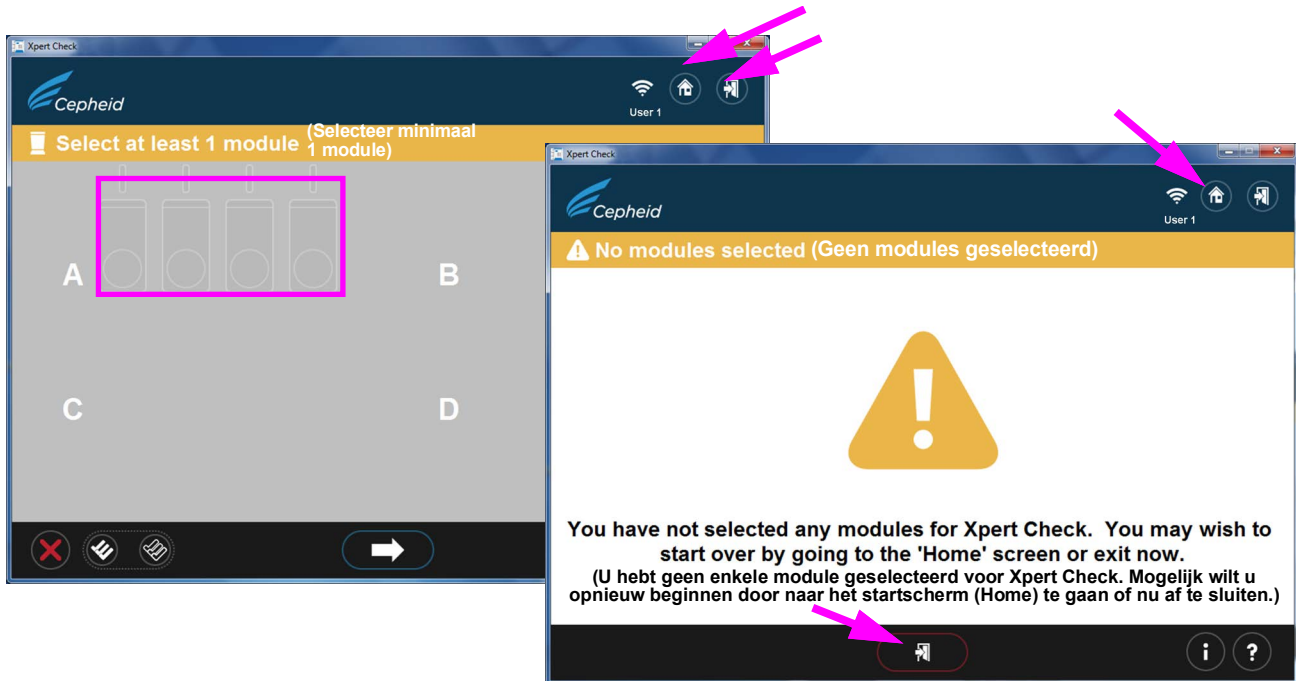 Xpert Check
Cepheid
User 1
Select at least 1 module (Selecteer minimaal
1 module)
A
B
C
D
Xpert Check
Cepheid
User 1
No modules selected (Geen modules geselecteerd)
You have not selected any modules for Xpert Check. You may wish to
start over by going to the 'Home' screen or exit now.
(U hebt geen enkele module geselecteerd voor Xpert Check. Mogelijk wilt u
opnieuw beginnen door naar het startscherm (Home) te gaan of nu af te sluiten.)
i ?